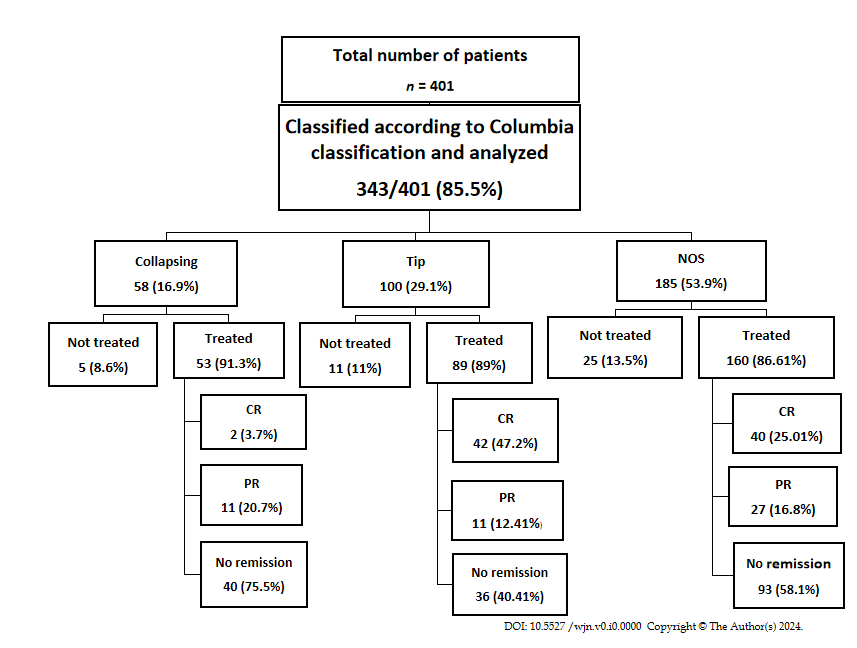 Total number of patients
n = 401
Classified according to Columbia
classification and analyzed
343/401 (85.5%)
Collapsing
58 (16.9%)
Tip
100 (29.1%)
NOS
185 (53.9%)
Not treated
5 (8.6%)
Treated
53 (91.3%)
Not treated
11 (11%)
Treated
89 (89%)
Not treated
25 (13.5%)
Treated
160 (86.61%)
CR
2 (3.7%)
PR
11 (20.7%)
No remission
40 (75.5%)
CR
42 (47.2%)
PR
11 (12.41%)
No remission
36 (40.41%)
CR
40 (25.01%)
PR
27 (16.8%)
No remission
93 (58.1%)
DOI: 10.5527 /wjn.v0.i0.0000 Copyright © The Author(s) 2024.